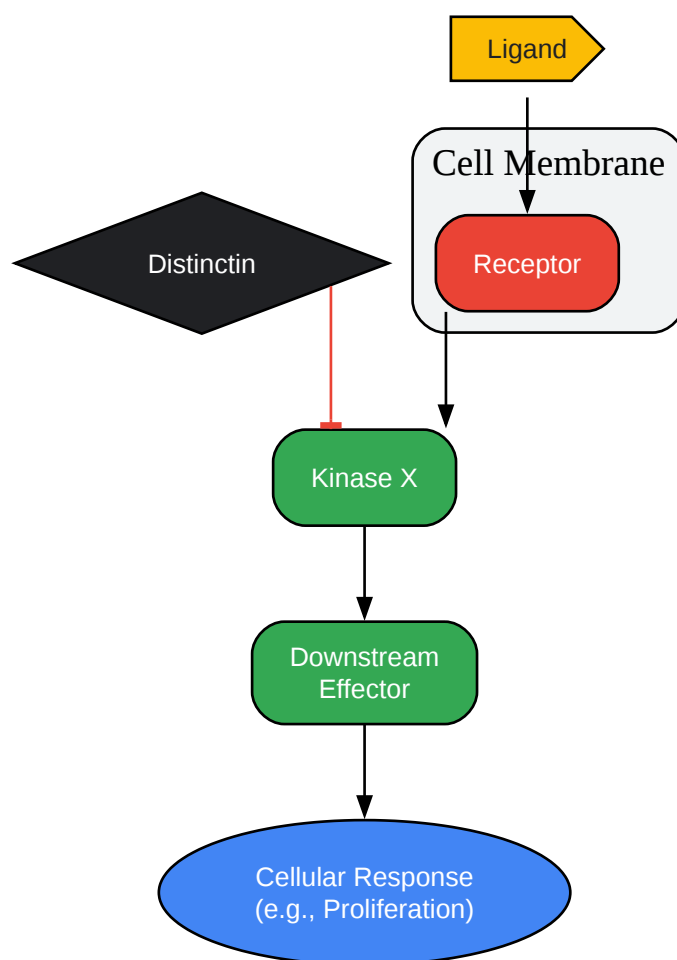 Ligand
Cell Membrane
Distinctin
Receptor
Kinase X
Downstream
Effector
Cellular Response
(e.g., Proliferation)